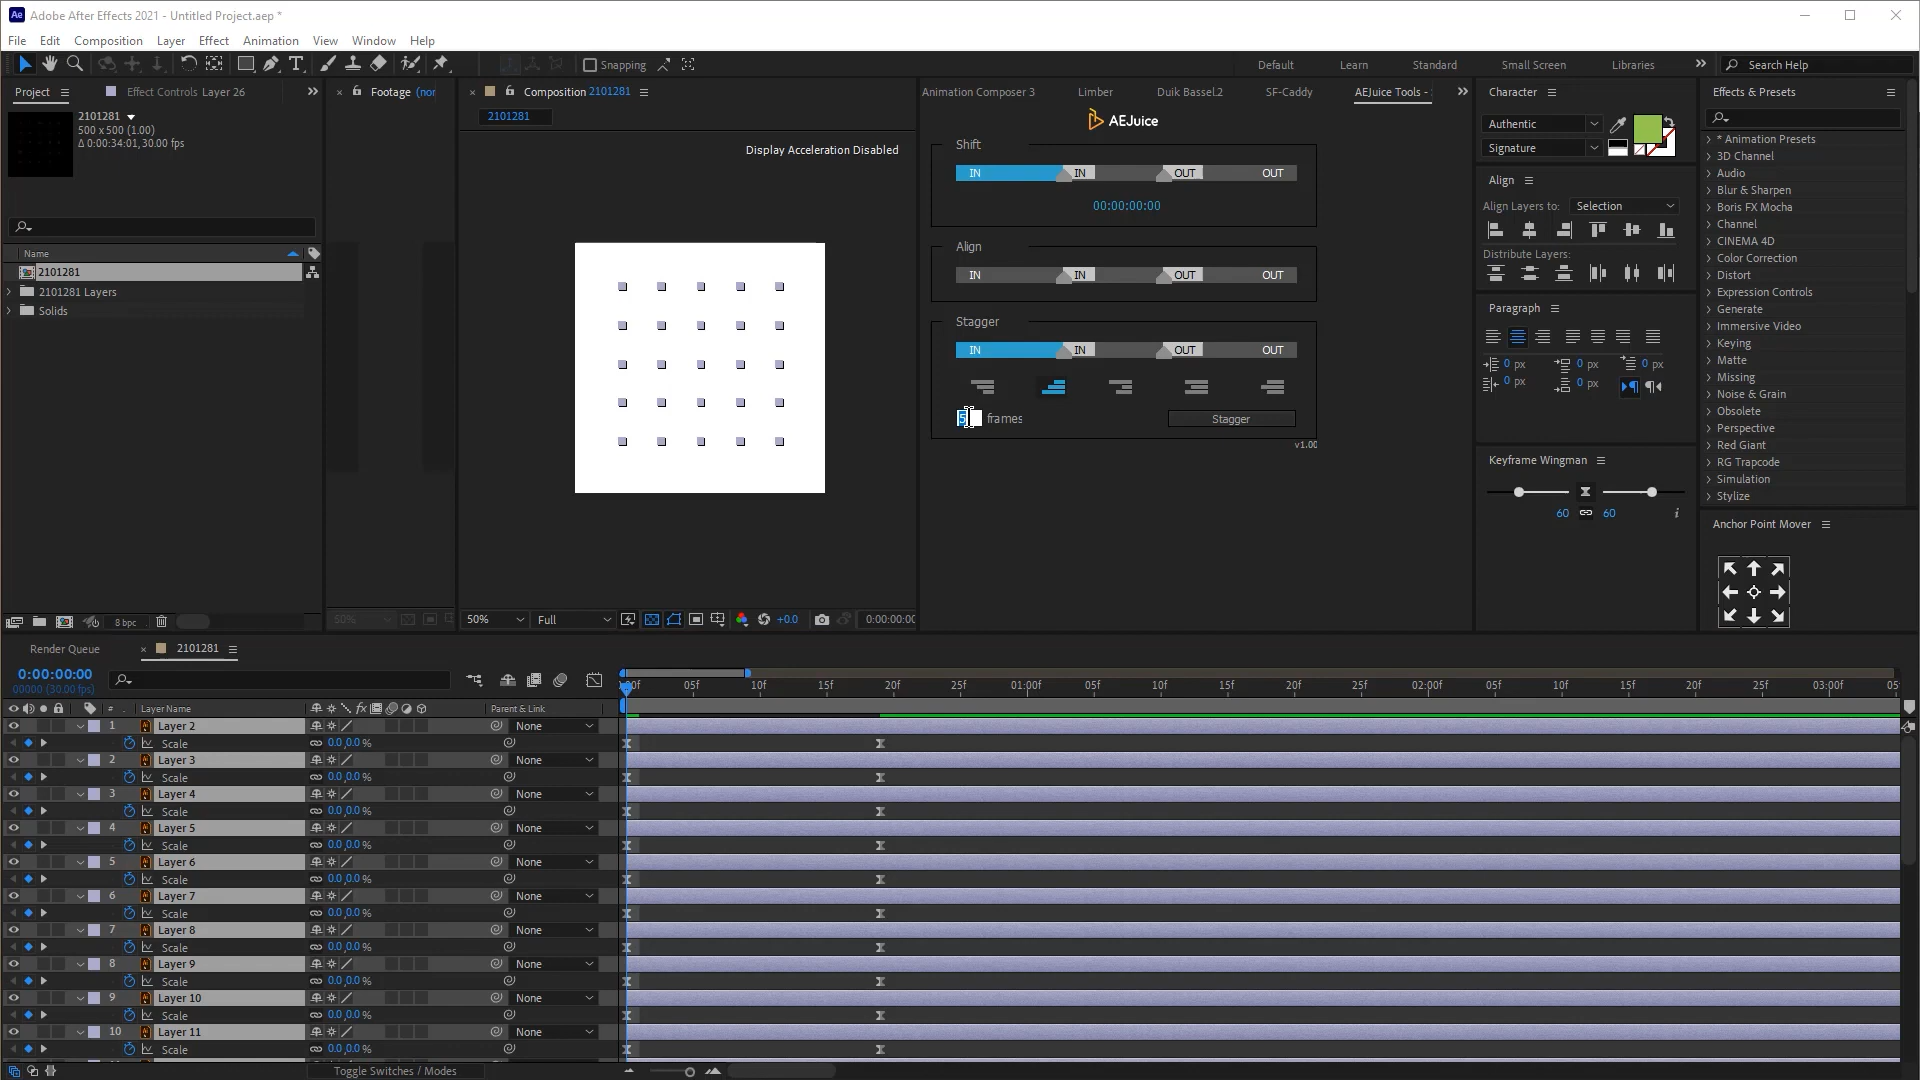 Ae Adobe After Effects 2021 - Untitled Project.aep *
File Edit Composition Layer Effect Animation View Window Help
Snapping Default Learn Standard Small Screen Libraries Search Help
Project Effect Controls Layer 26
2101281
500 x 500 (1.00)
Δ 0:00:34:01, 30.00 fps
Name
2101281
2101281 Layers
Solids
8 bpc
Footage (nor
50%
Composition 2101281
2101281
Display Acceleration Disabled
50% Full +0.0 0:00:00:00
Animation Composer 3 Limber Duik Bassel.2 SF-Caddy AEJuice Tools -
AEJuice
Shift
IN IN OUT OUT
00:00:00:00
Align
IN IN OUT OUT
Stagger
IN IN OUT OUT
5 frames Stagger
v1.00
Character
Authentic
Signature
Align
Align Layers to: Selection
Distribute Layers:
Paragraph
0 px 0 px 0 px
0 px 0 px
Keyframe Wingman
60 60 i
Effects & Presets
* Animation Presets
3D Channel
Audio
Blur & Sharpen
Boris FX Mocha
Channel
CINEMA 4D
Color Correction
Distort
Expression Controls
Generate
Immersive Video
Keying
Matte
Missing
Noise & Grain
Obsolete
Perspective
Red Giant
RG Trapcode
Simulation
Stylize
Anchor Point Mover
Render Queue 2101281
0:00:00:00
00000 (30.00 fps)
:00f 05f 10f 15f 20f 25f 01:00f 05f 10f 15f 20f 25f 02:00f 05f 10f 15f 20f 25f 03:00f 05
# Layer Name fx Parent & Link
1 Layer 2 None
Scale 0.0,0.0 %
2 Layer 3 None
Scale 0.0,0.0 %
3 Layer 4 None
Scale 0.0,0.0 %
4 Layer 5 None
Scale 0.0,0.0 %
5 Layer 6 None
Scale 0.0,0.0 %
6 Layer 7 None
Scale 0.0,0.0 %
7 Layer 8 None
Scale 0.0,0.0 %
8 Layer 9 None
Scale 0.0,0.0 %
9 Layer 10 None
Scale 0.0,0.0 %
10 Layer 11 None
Scale 0.0,0.0 %
Toggle Switches / Modes